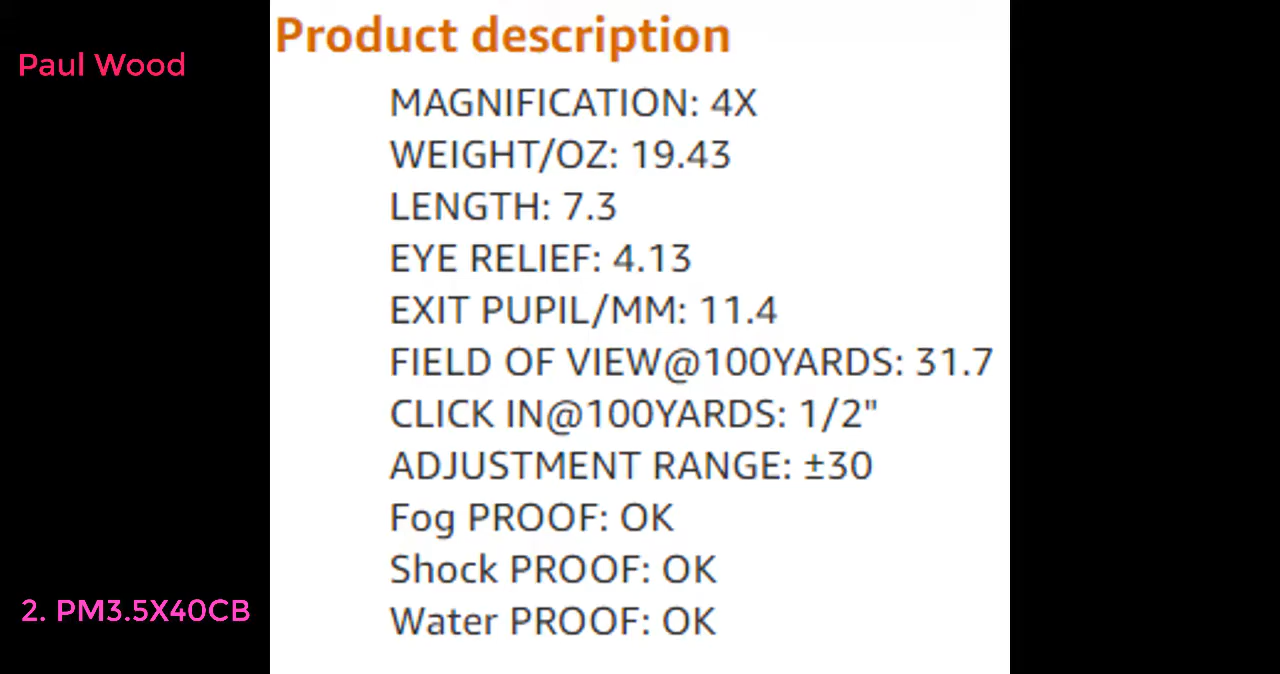 Product description
Paul Wood
MAGNIFICATION: 4X
WEIGHT/OZ: 19.43
LENGTH: 7.3
EYE RELIEF: 4.13
EXIT PUPIL/MM: 11.4
FIELD OF VIEW@100YARDS: 31.7
CLICK IN@100YARDS: 1/2"
ADJUSTMENT RANGE: ±30
Fog PROOF: OK
Shock PROOF: OK
Water PROOF: OK
2. PM3.5X40CB